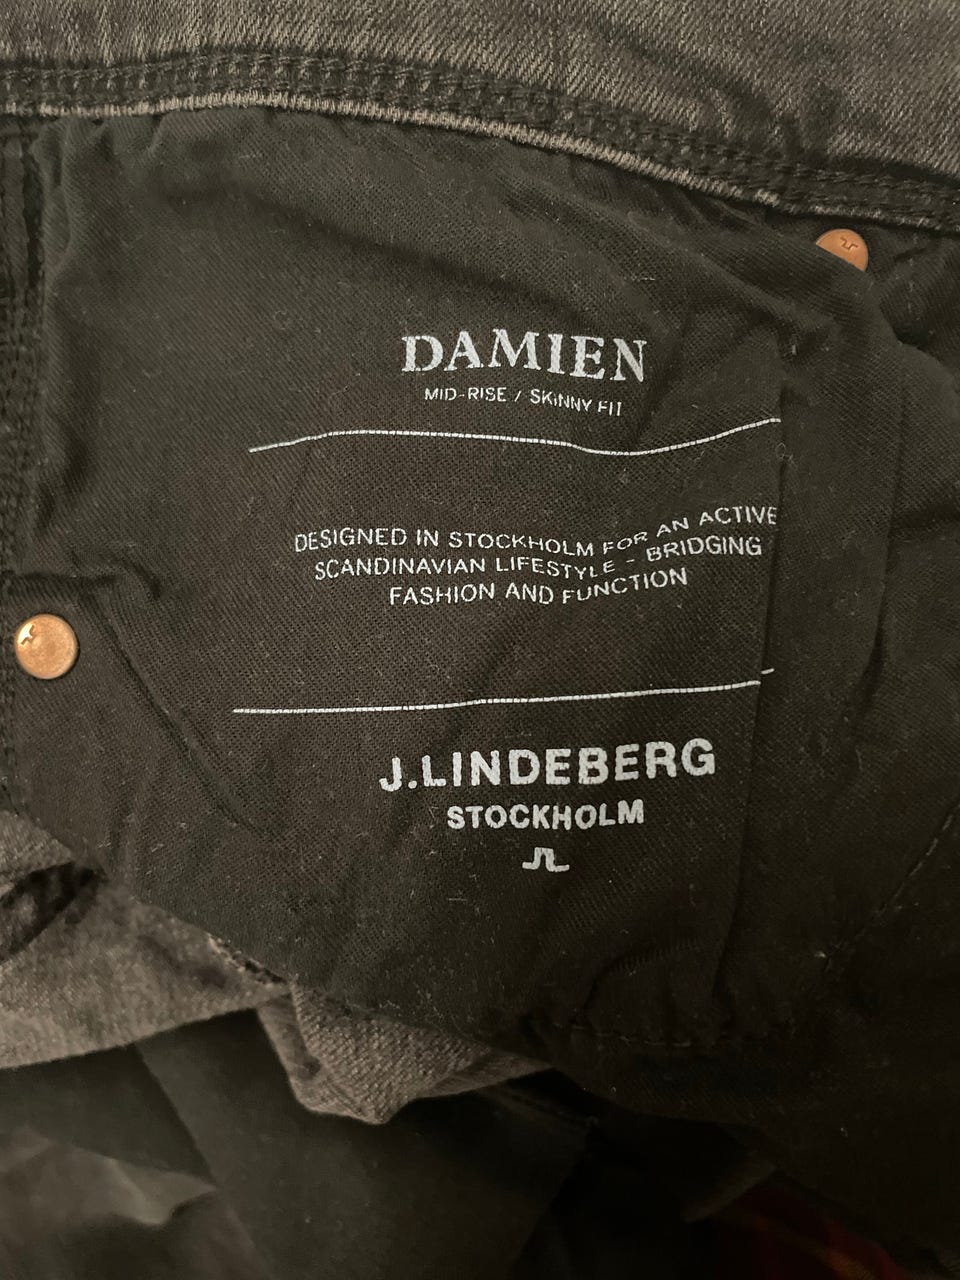 DAMIEN
MID-RISE / SKINNY FIT
DESIGNED IN STOCKHOLM FOR AN ACTIVE
SCANDINAVIAN LIFESTYLE - BRIDGING
FASHION AND FUNCTION
J.LINDEBERG
STOCKHOLM